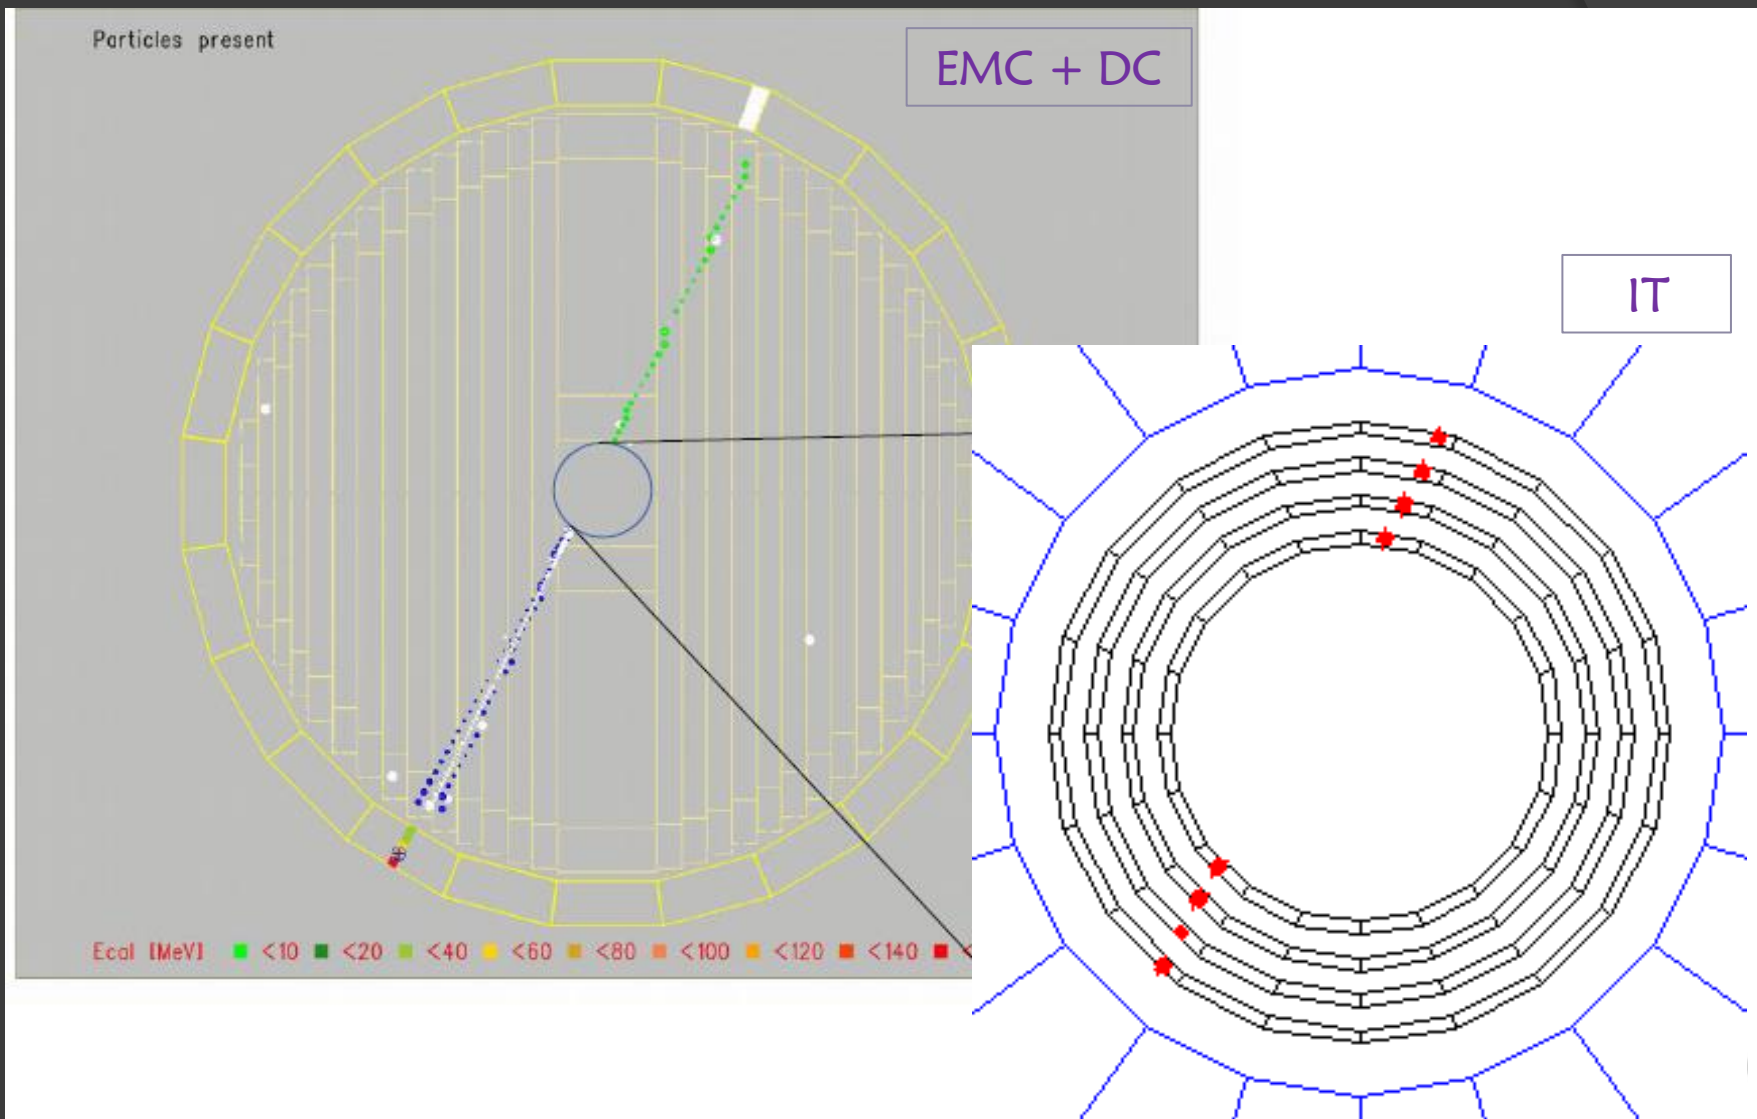 Particles present
EMC + DC
IT
Ecal [MeV] <10 <20 <40 <60 <80 <100 <120 <140